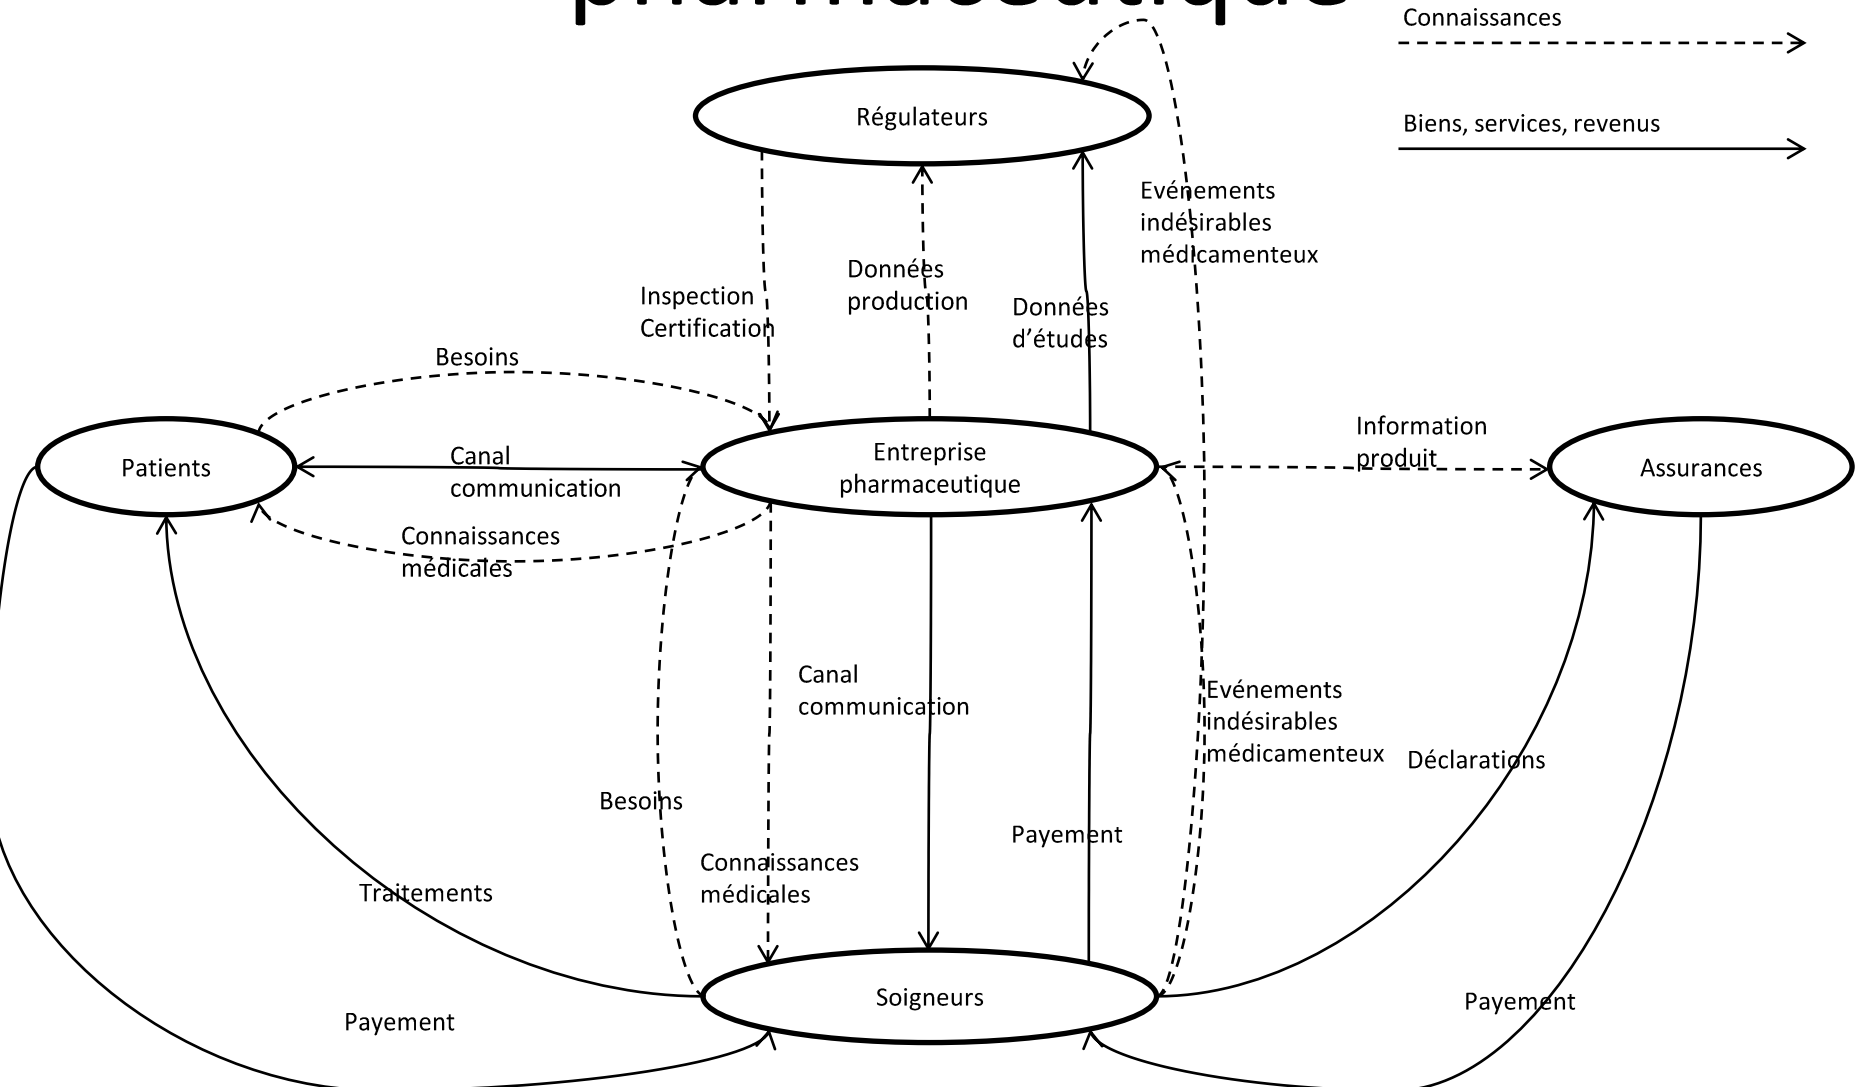 pharmaceutique
Connaissances
Biens, services, revenus
Régulateurs
Evénements
indésirables
médicamenteux
Données
production
Inspection
Certification
Données
d’études
Besoins
Patients
Canal
communication
Entreprise
pharmaceutique
Information
produit
Assurances
Connaissances
médicales
Canal
communication
Evénements
indésirables
médicamenteux
Déclarations
Besoins
Payement
Connaissances
médicales
Traitements
Soigneurs
Payement
Payement